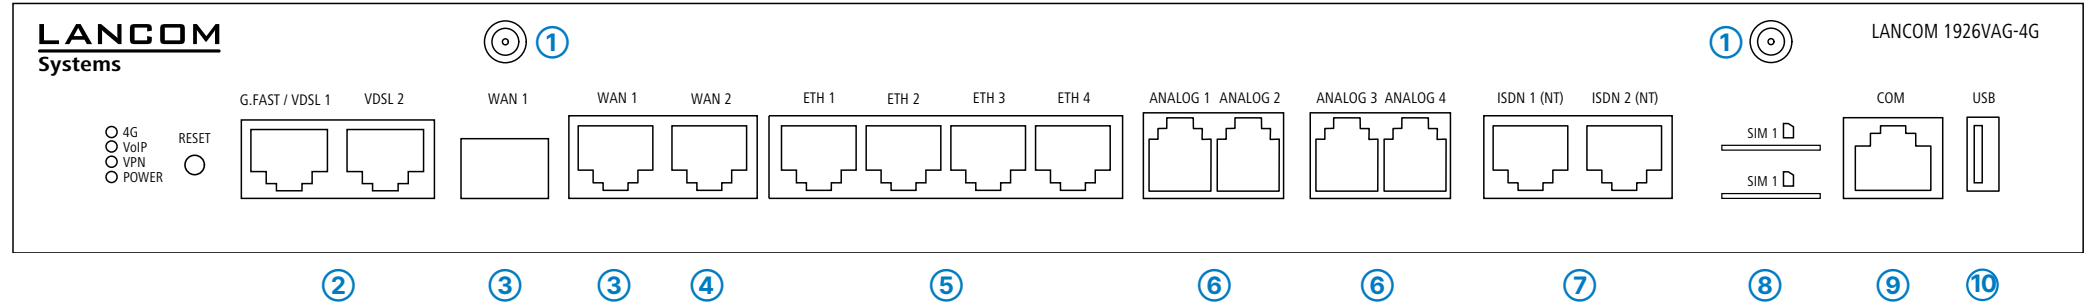 LANCOM
Systems
① ① LANCOM 1926VAG-4G
G.FAST / VDSL 1 VDSL 2 WAN 1 WAN 1 WAN 2 ETH 1 ETH 2 ETH 3 ETH 4 ANALOG 1 ANALOG 2 ANALOG 3 ANALOG 4 ISDN 1 (NT) ISDN 2 (NT) COM USB
4G
VoIP
VPN
POWER
RESET
SIM 1
SIM 1
② ③ ③ ④ ⑤ ⑥ ⑥ ⑦ ⑧ ⑨ ⑩